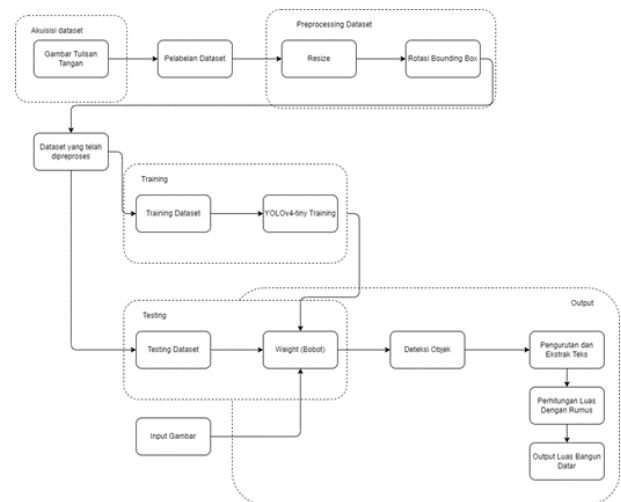 Akuisisi dataset
Preprocessing Dataset
Gambar Tulisan
Tangan
Pelabelan Dataset
Resize
Rotasi Bounding Box
Dataset yang telah
dipreproses
Training
Training Dataset
YOLOv4-tiny Training
Output
Testing
Testing Dataset
Weight (Bobot)
Deteksi Objek
Pengurutan dan
Ekstrak Teks
Perhitungan Luas
Dengan Rumus
Input Gambar
Output Luas Bangun
Datar